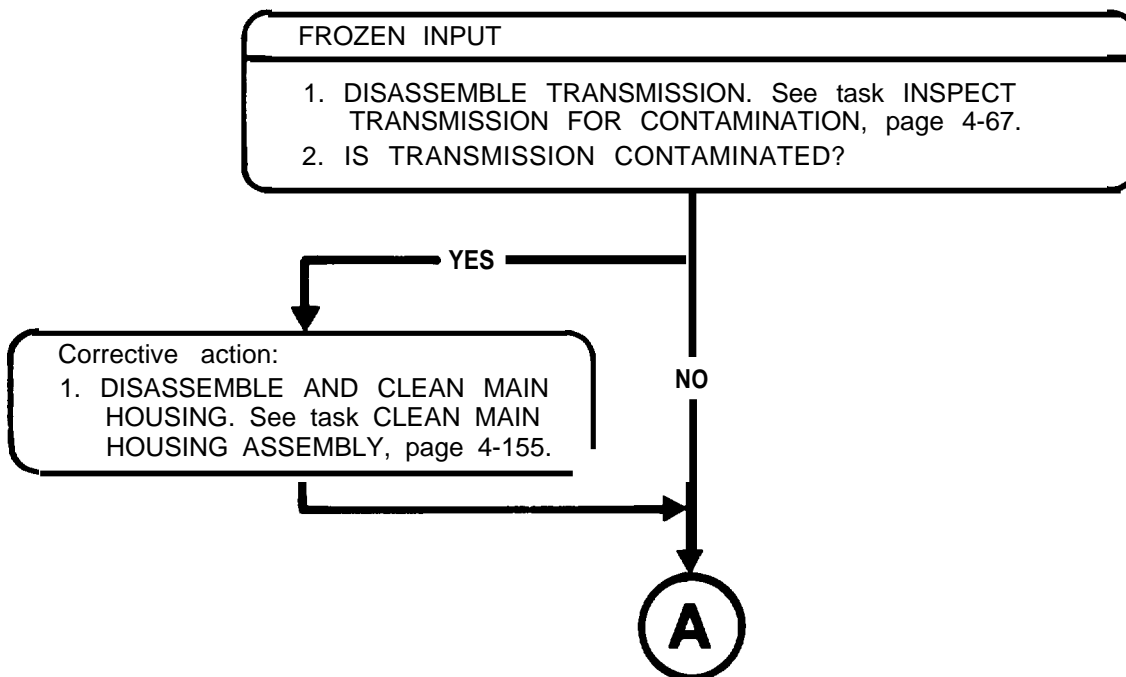 FROZEN INPUT
1. DISASSEMBLE TRANSMISSION. See task INSPECT
TRANSMISSION FOR CONTAMINATION, page 4-67.
2. IS TRANSMISSION CONTAMINATED?
YES
Corrective action:
1. DISASSEMBLE AND CLEAN MAIN
HOUSING. See task CLEAN MAIN
HOUSING ASSEMBLY, page 4-155.
NO
A